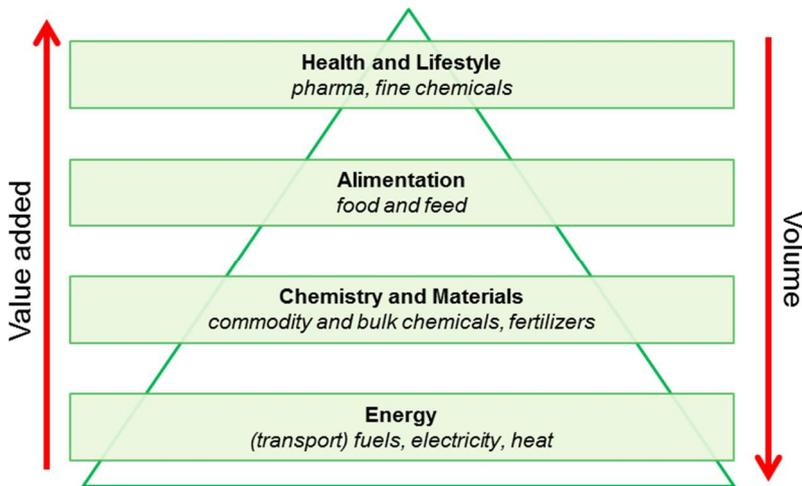 Health and Lifestyle
pharma, fine chemicals
Alimentation
food and feed
Chemistry and Materials
commodity and bulk chemicals, fertilizers
Energy
(transport) fuels, electricity, heat
Value added
Volume